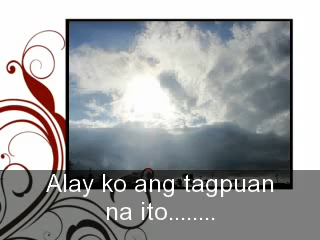 Alay ko ang tagpuan
na ito........